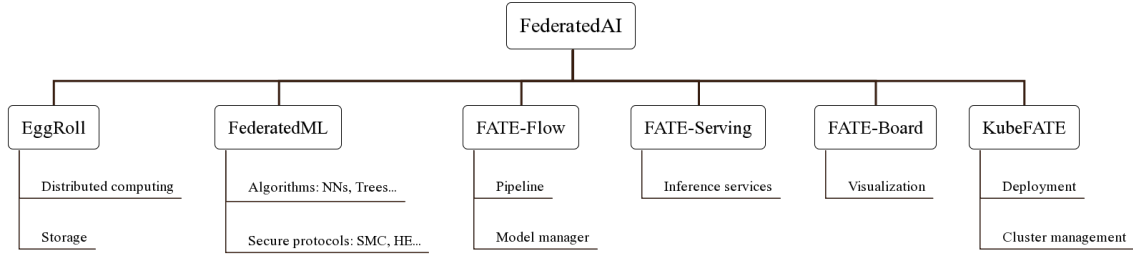 FederatedAI
EggRoll
FederatedML
FATE-Flow
FATE-Serving
FATE-Board
KubeFATE
Distributed computing
Algorithms: NNs, Trees...
Pipeline
Inference services
Visualization
Deployment
Storage
Secure protocols: SMC, HE...
Model manager
Cluster management